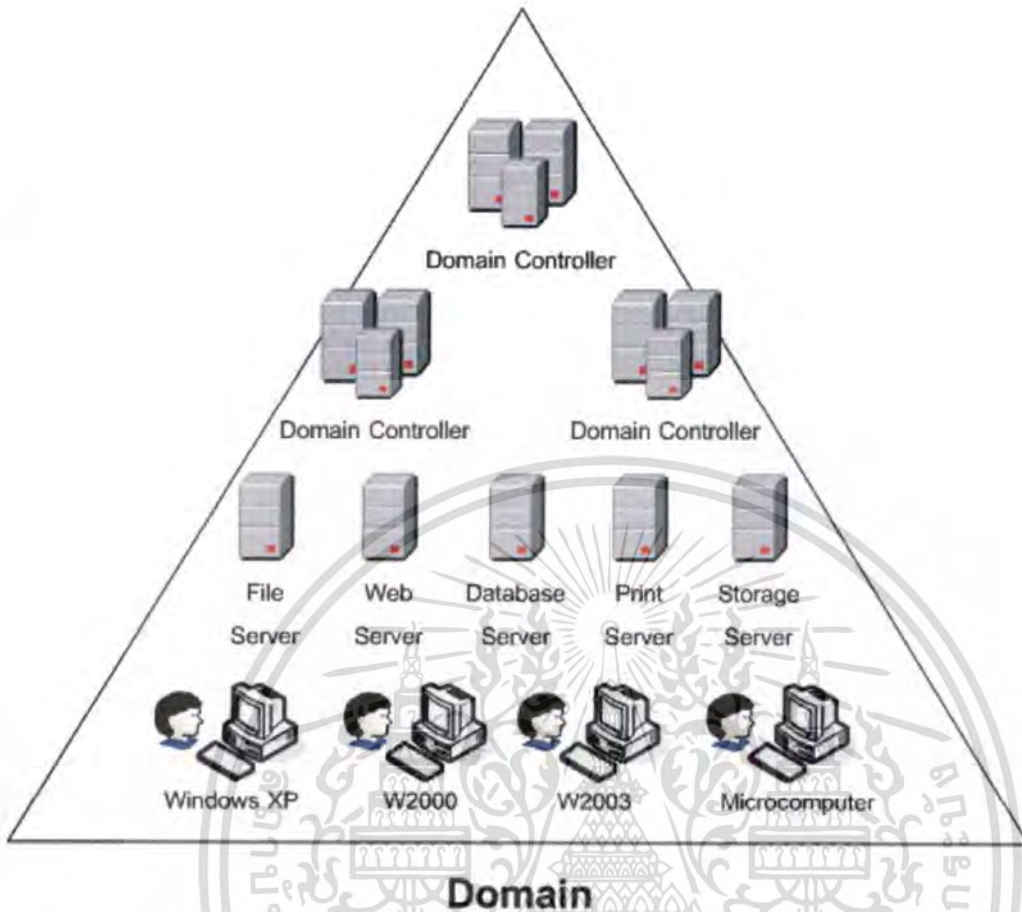 Domain Controller
Domain Controller Domain Controller
File Web Database Print Storage
Server Server Server Server Server
Windows XP W2000 W2003 Microcomputer
Domain